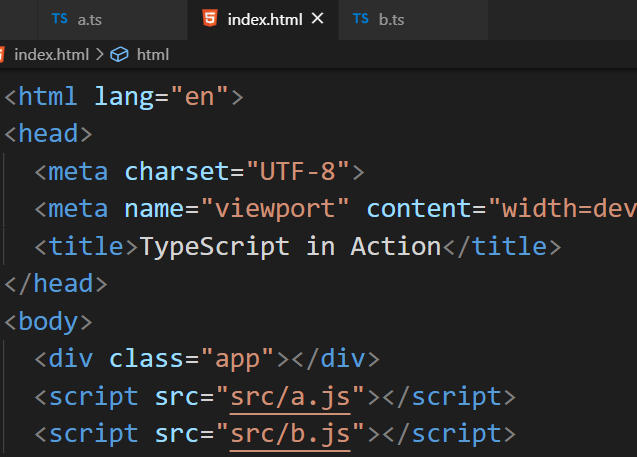 TS a.ts index.html × TS b.ts
index.html > html
<html lang="en">
<head>
<meta charset="UTF-8">
<meta name="viewport" content="width=dev
<title>TypeScript in Action</title>
</head>
<body>
<div class="app"></div>
<script src="src/a.js"></script>
<script src="src/b.js"></script>